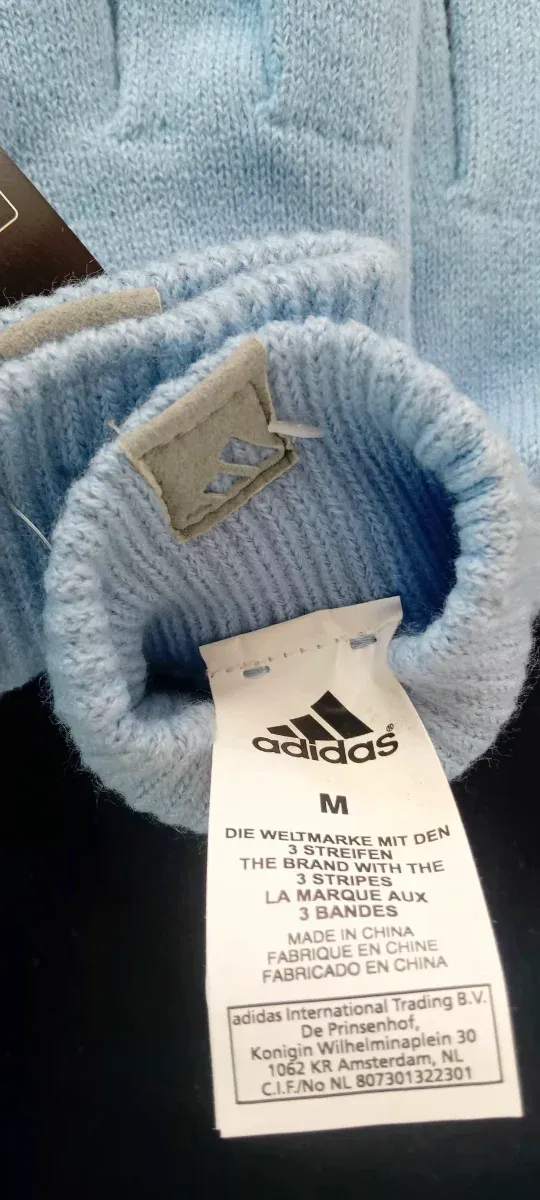 adidas®
M
DIE WELTMARKE MIT DEN
3 STREIFEN
THE BRAND WITH THE
3 STRIPES
LA MARQUE AUX
3 BANDES
MADE IN CHINA
FABRIQUE EN CHINE
FABRICADO EN CHINA
adidas International Trading B.V.
De Prinsenhof,
Konigin Wilhelminaplein 30
1062 KR Amsterdam, NL
C.I.F./No NL 807301322301